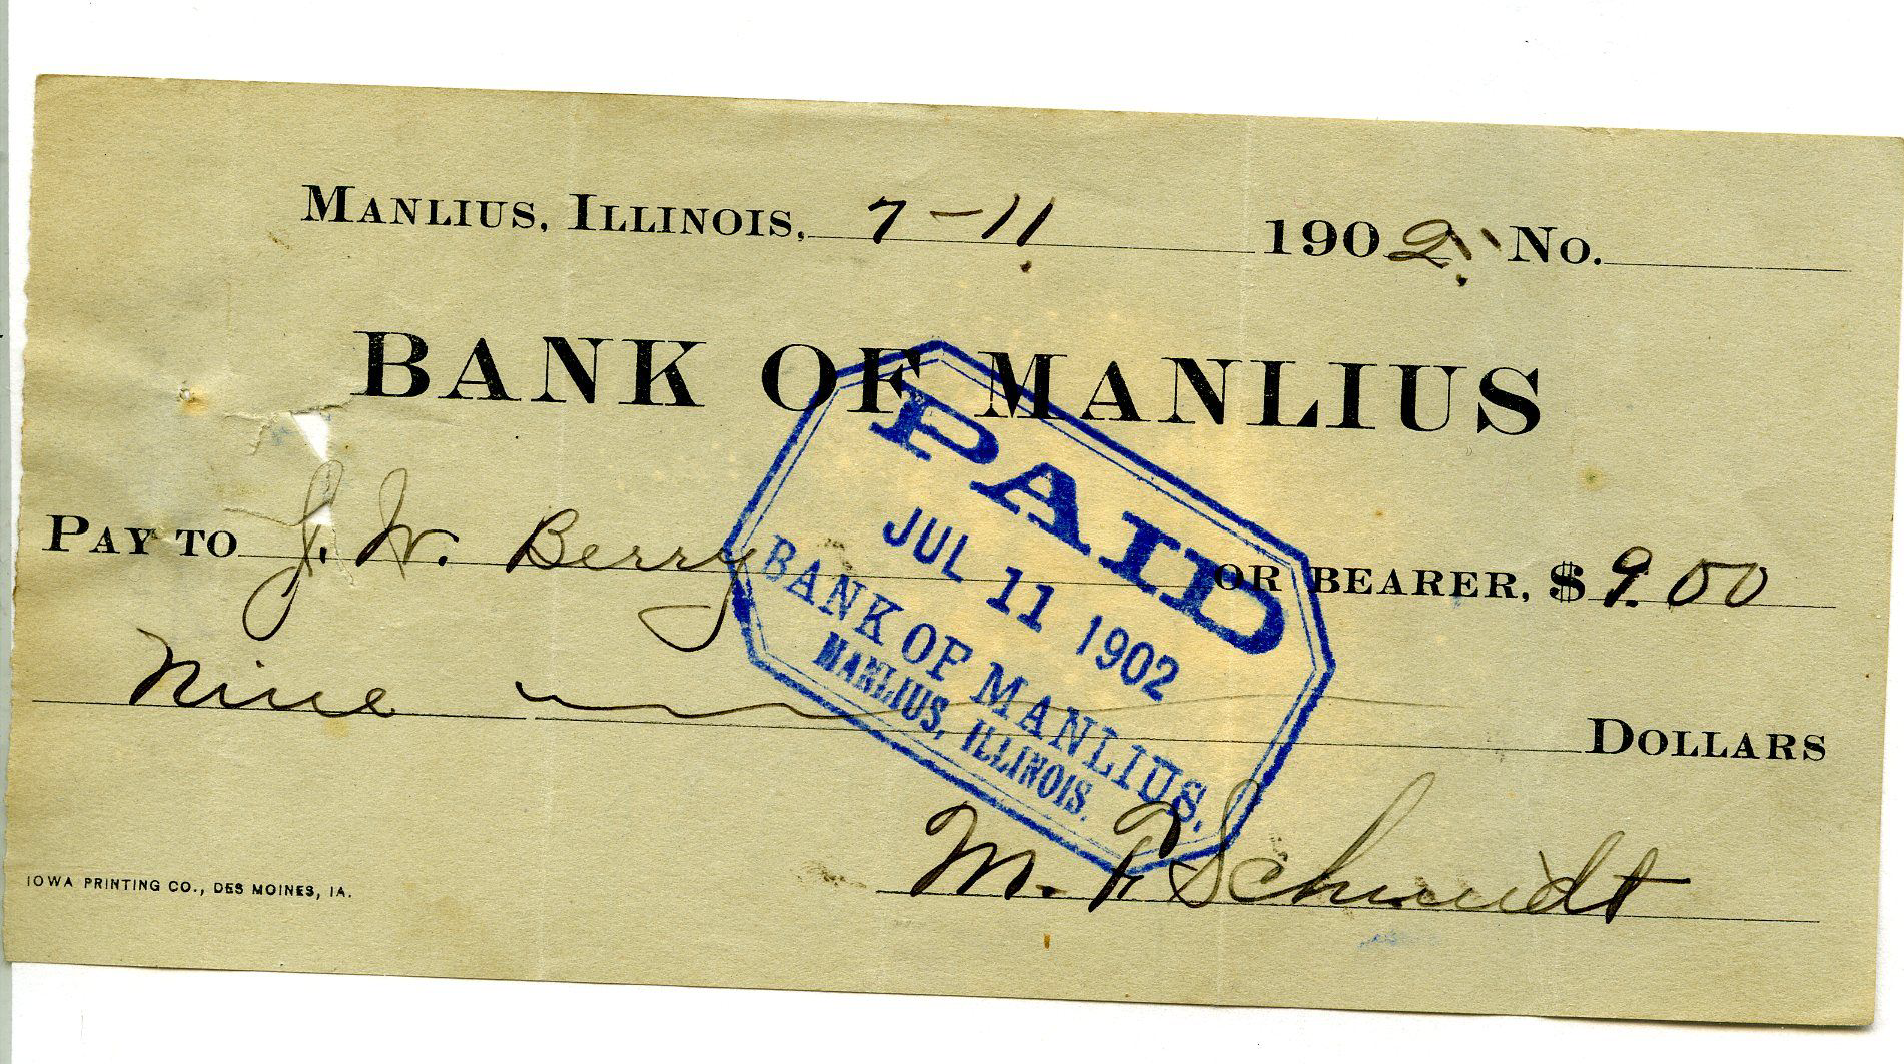 MANLIUS, ILLINOIS, 7-11 1902. No.
BANK OF MANLIUS
PAY TO J. W. Berry OR BEARER, $ 9.00
Nine DOLLARS
M. F. Schmidt
IOWA PRINTING CO., DES MOINES, IA.
PAID
JUL 11 1902
BANK OF MANLIUS,
MANLIUS, ILLINOIS.